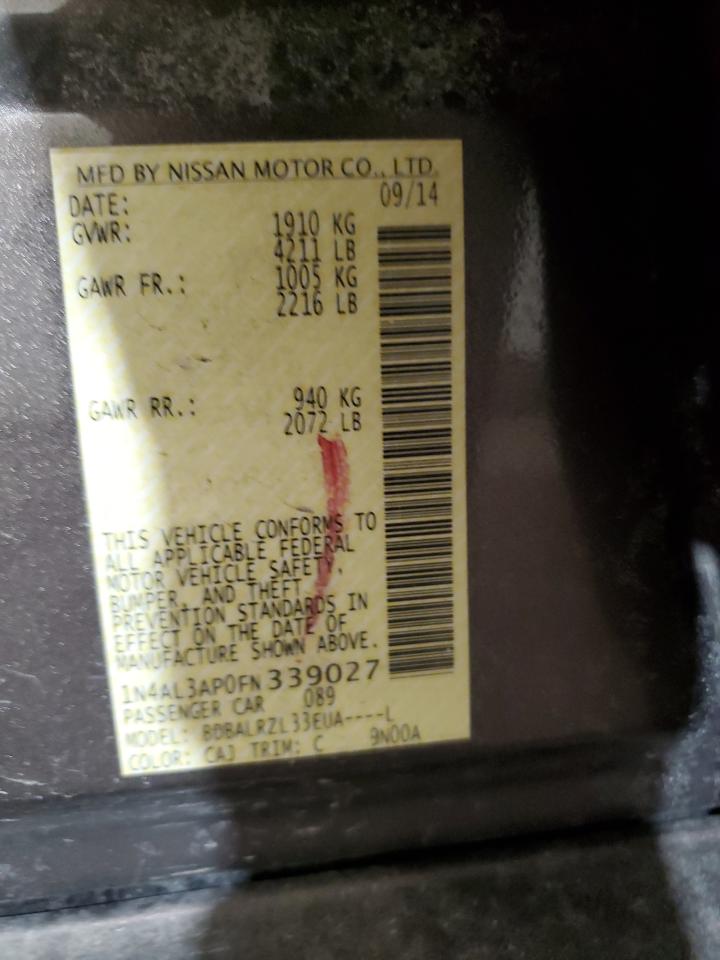 MFD BY NISSAN MOTOR CO., LTD.
DATE: 09/14
GVWR: 1910 KG
4211 LB
GAWR FR.: 1005 KG
2216 LB
GAWR RR.: 940 KG
2072 LB
THIS VEHICLE CONFORMS TO
ALL APPLICABLE FEDERAL
MOTOR VEHICLE SAFETY,
BUMPER, AND THEFT
PREVENTION STANDARDS IN
EFFECT ON THE DATE OF
MANUFACTURE SHOWN ABOVE.
1N4AL3AP0FN339027
PASSENGER CAR 089
MODEL: BDBALRZL33EUA----L
COLOR: CAJ TRIM: C 9N00A